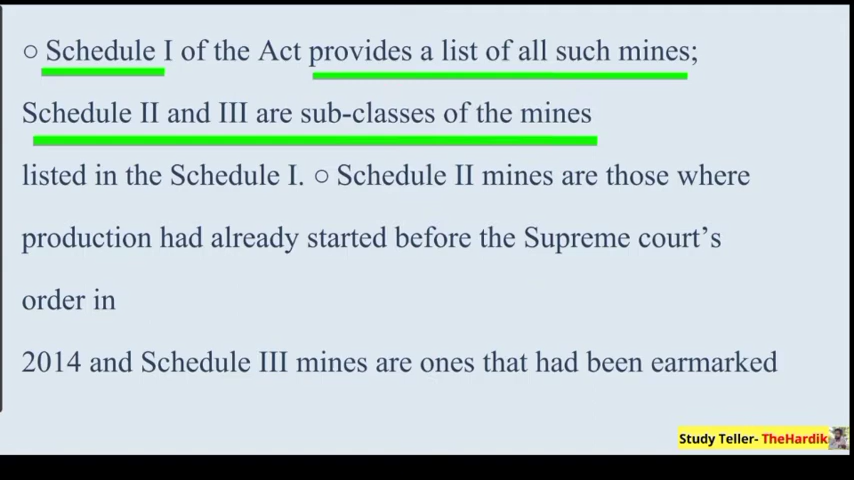 ○ Schedule I of the Act provides a list of all such mines;
Schedule II and III are sub-classes of the mines
listed in the Schedule I. ○ Schedule II mines are those where
production had already started before the Supreme court’s
order in
2014 and Schedule III mines are ones that had been earmarked
Study Teller- TheHardik